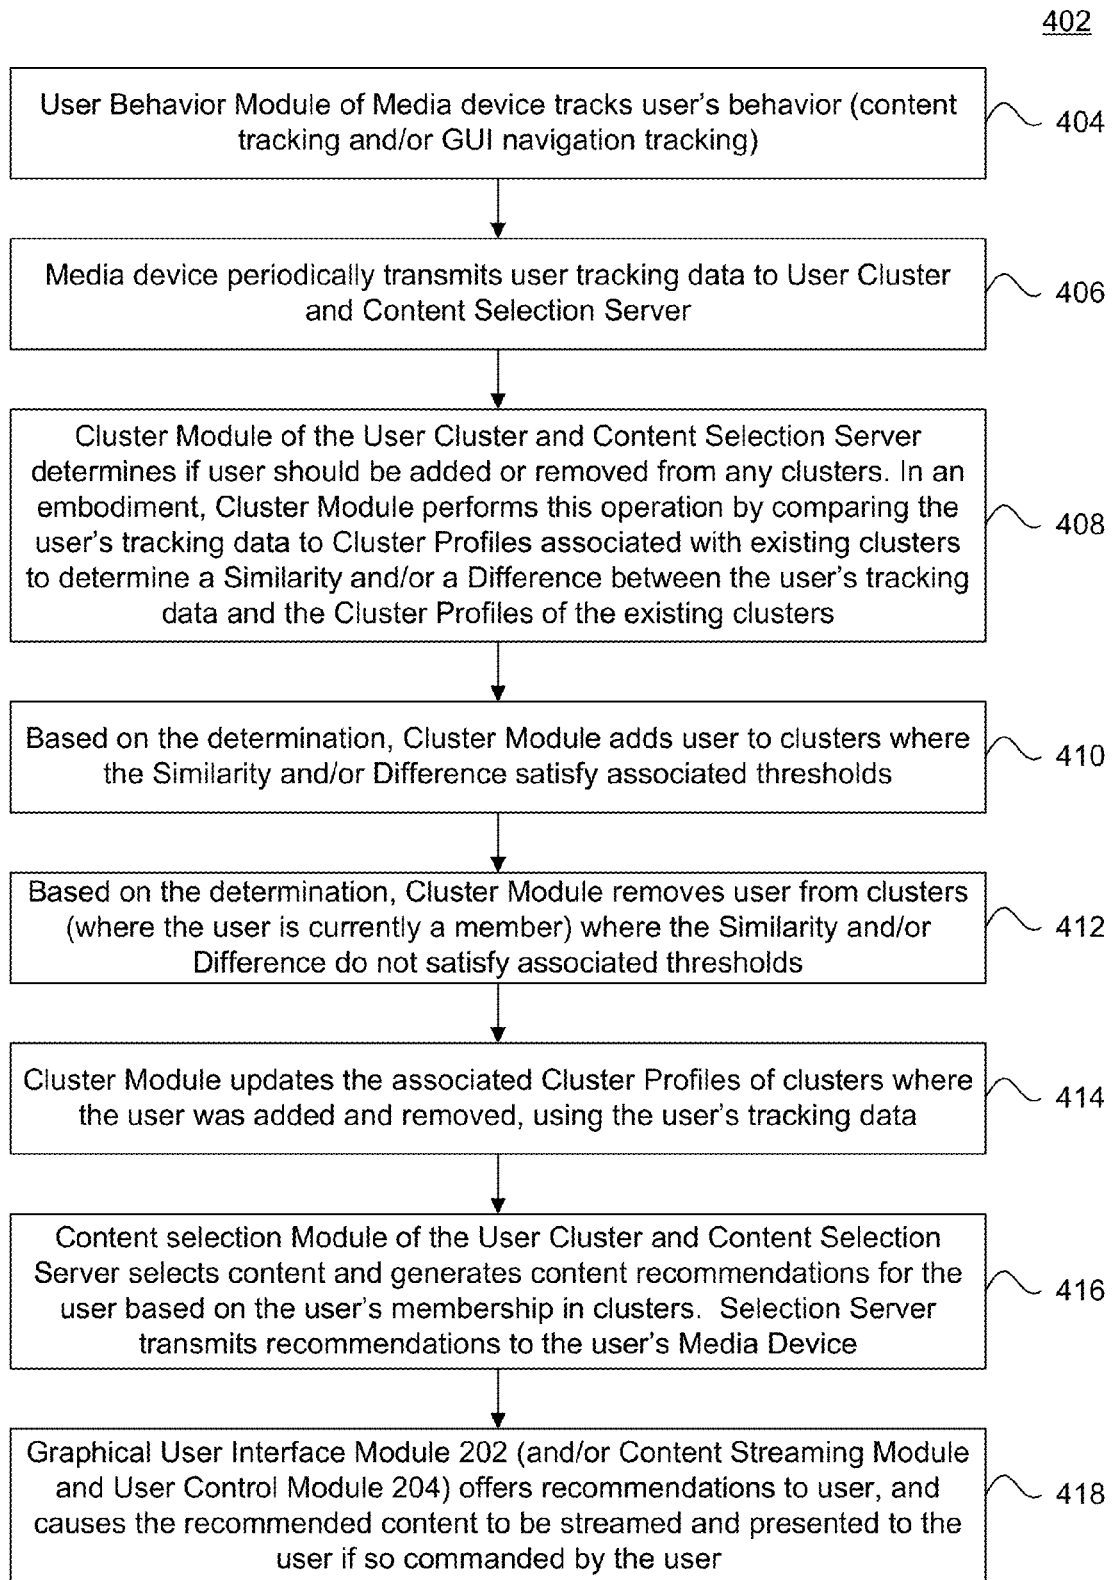 402
User Behavior Module of Media device tracks user's behavior (content
tracking and/or GUI navigation tracking)
404
Media device periodically transmits user tracking data to User Cluster
and Content Selection Server
406
Cluster Module of the User Cluster and Content Selection Server
determines if user should be added or removed from any clusters. In an
embodiment, Cluster Module performs this operation by comparing the
user's tracking data to Cluster Profiles associated with existing clusters
to determine a Similarity and/or a Difference between the user's tracking
data and the Cluster Profiles of the existing clusters
408
Based on the determination, Cluster Module adds user to clusters where
the Similarity and/or Difference satisfy associated thresholds
410
Based on the determination, Cluster Module removes user from clusters
(where the user is currently a member) where the Similarity and/or
Difference do not satisfy associated thresholds
412
Cluster Module updates the associated Cluster Profiles of clusters where
the user was added and removed, using the user's tracking data
414
Content selection Module of the User Cluster and Content Selection
Server selects content and generates content recommendations for the
user based on the user's membership in clusters. Selection Server
transmits recommendations to the user's Media Device
416
Graphical User Interface Module 202 (and/or Content Streaming Module
and User Control Module 204) offers recommendations to user, and
causes the recommended content to be streamed and presented to the
user if so commanded by the user
418